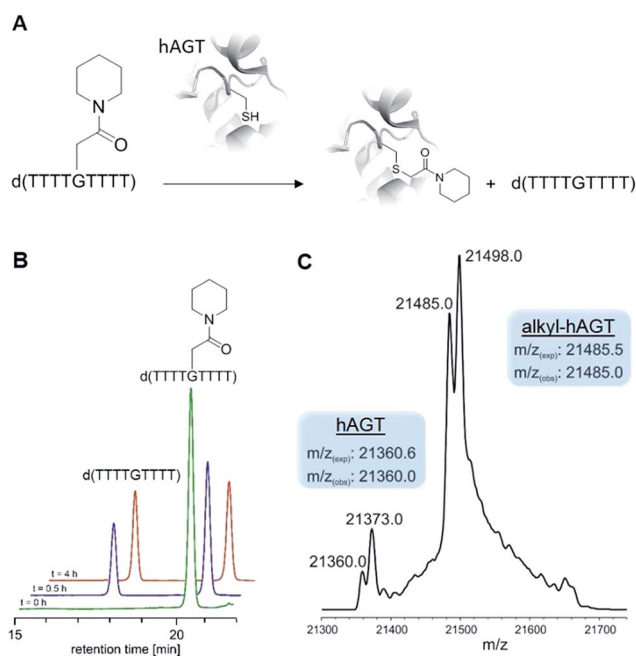 A
hAGT
N
O
SH
d(TTTTGTTTT)
S
O
N
+
d(TTTTGTTTT)
B
N
O
d(TTTTGTTTT)
d(TTTTGTTTT)
t = 4 h
t = 0.5 h
t = 0 h
15
20
retention time [min]
C
21498.0
21485.0
alkyl-hAGT
m/z(exp): 21485.5
m/z(obs): 21485.0
hAGT
m/z(exp): 21360.6
m/z(obs): 21360.0
21373.0
21360.0
21300 21400 21500 21600 21700
m/z